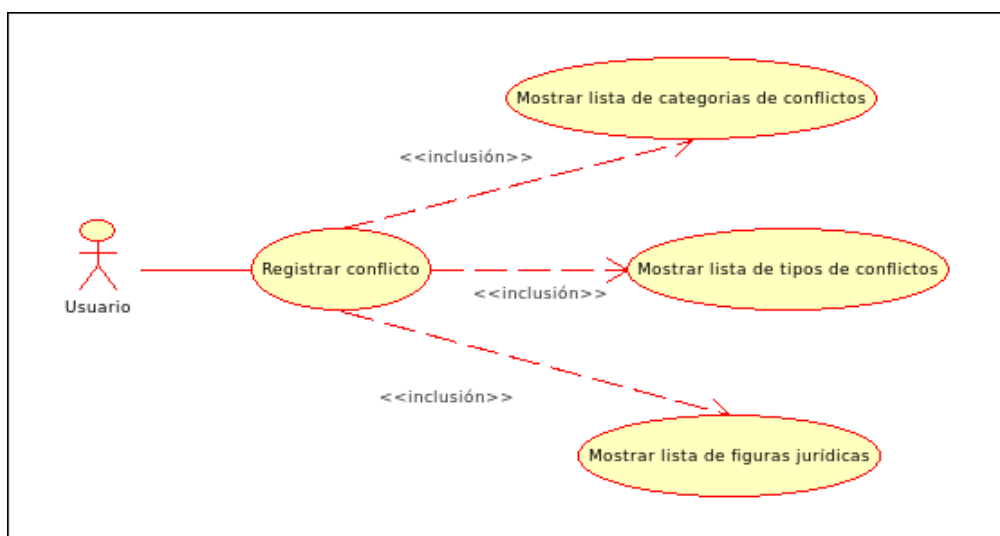 Mostrar lista de categorias de conflictos
<<inclusión>>
Registrar conflicto
Mostrar lista de tipos de conflictos
<<inclusión>>
Usuario
<<inclusión>>
Mostrar lista de figuras jurídicas